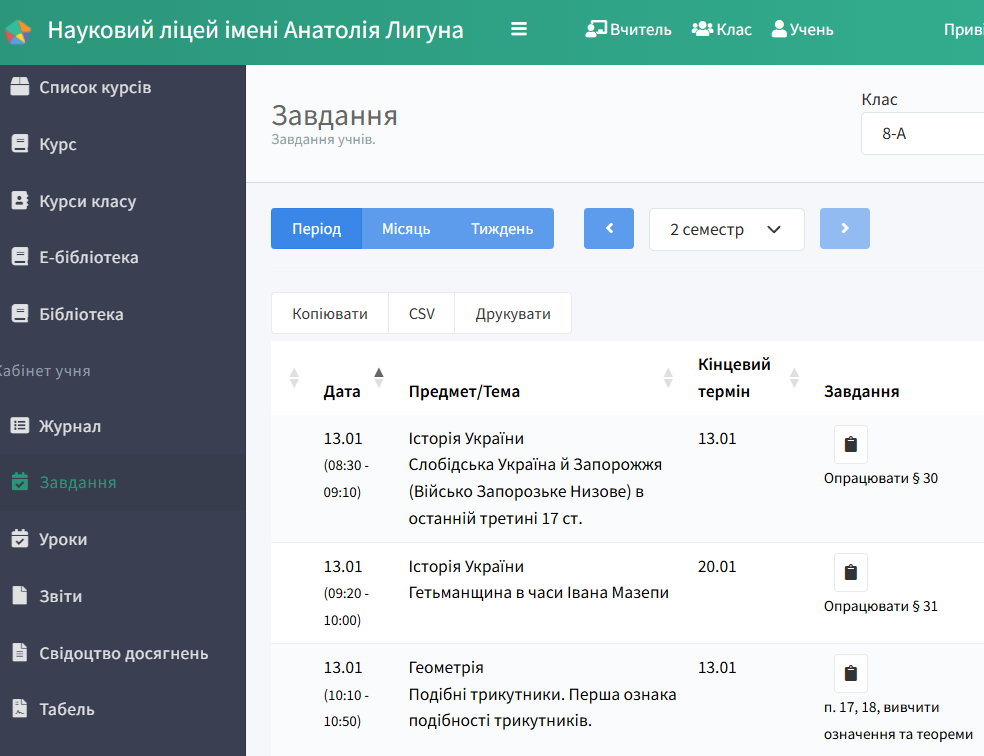 Науковий ліцей імені Анатолія Лигуна
Вчитель
Клас
Учень
Список курсів
Курс
Курси класу
Е-бібліотека
Бібліотека
Кабінет учня
Журнал
Завдання
Уроки
Звіти
Свідоцтво досягнень
Табель
Завдання
Завдання учнів.
Клас
8-А
Період
Місяць
Тиждень
2 семестр
Копіювати
CSV
Друкувати
Дата
Предмет/Тема
Кінцевий
термін
Завдання
13.01
(08:30 -
09:10)
Історія України
Слобідська Україна й Запорожжя
(Військо Запорозьке Низове) в
останній третині 17 ст.
13.01
Опрацювати § 30
13.01
(09:20 -
10:00)
Історія України
Гетьманщина в часи Івана Мазепи
20.01
Опрацювати § 31
13.01
(10:10 -
10:50)
Геометрія
Подібні трикутники. Перша ознака
подібності трикутників.
13.01
п. 17, 18, вивчити
означення та теореми